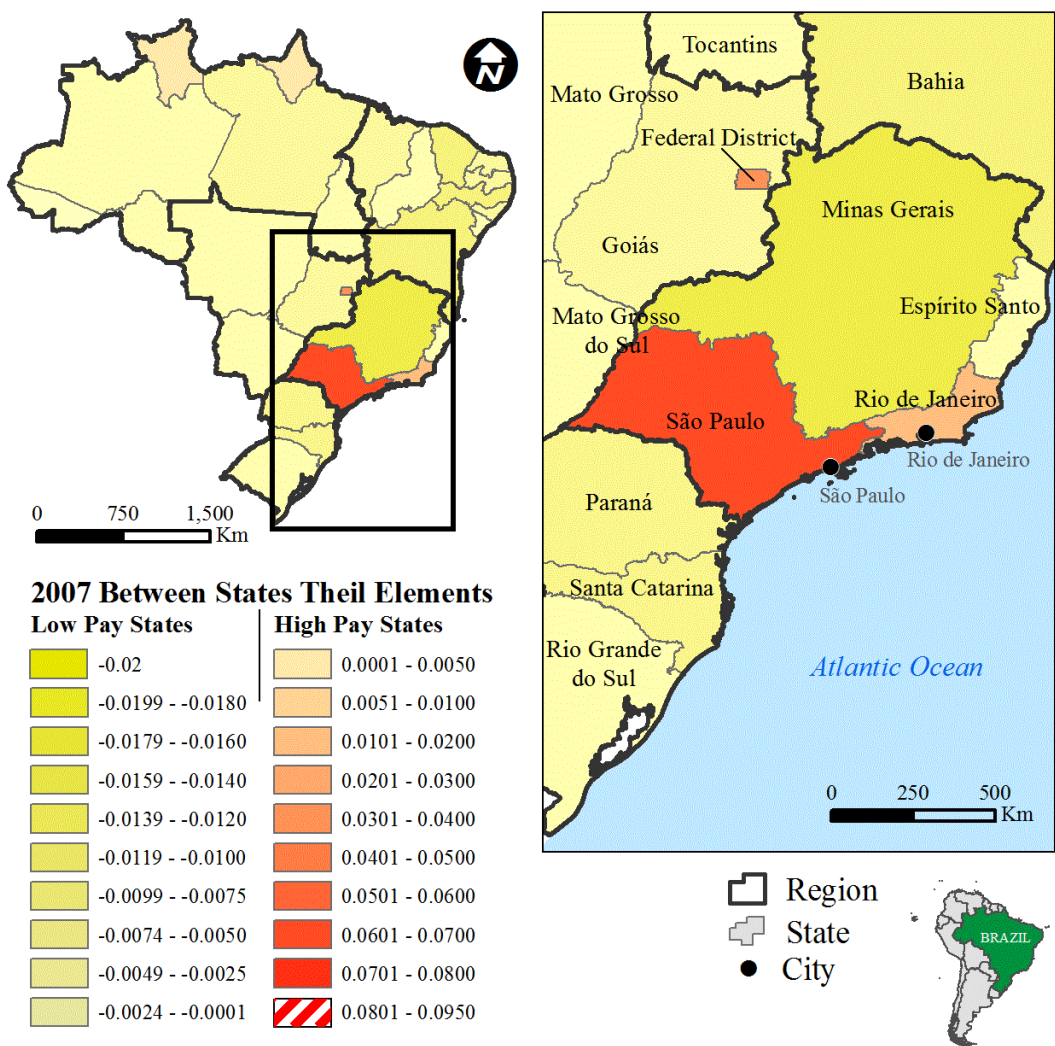 N
0 750 1,500
Km
Tocantins
Mato Grosso
Bahia
Federal District
Minas Gerais
Goiás
Espírito Santo
Mato Grosso
do Sul
Rio de Janeiro
São Paulo
Rio de Janeiro
São Paulo
Paraná
Santa Catarina
Rio Grande
do Sul
Atlantic Ocean
0 250 500
Km
2007 Between States Theil Elements
Low Pay States
High Pay States
-0.02
-0.0199 - -0.0180
-0.0179 - -0.0160
-0.0159 - -0.0140
-0.0139 - -0.0120
-0.0119 - -0.0100
-0.0099 - -0.0075
-0.0074 - -0.0050
-0.0049 - -0.0025
-0.0024 - -0.0001
0.0001 - 0.0050
0.0051 - 0.0100
0.0101 - 0.0200
0.0201 - 0.0300
0.0301 - 0.0400
0.0401 - 0.0500
0.0501 - 0.0600
0.0601 - 0.0700
0.0701 - 0.0800
0.0801 - 0.0950
Region
State
City
BRAZIL